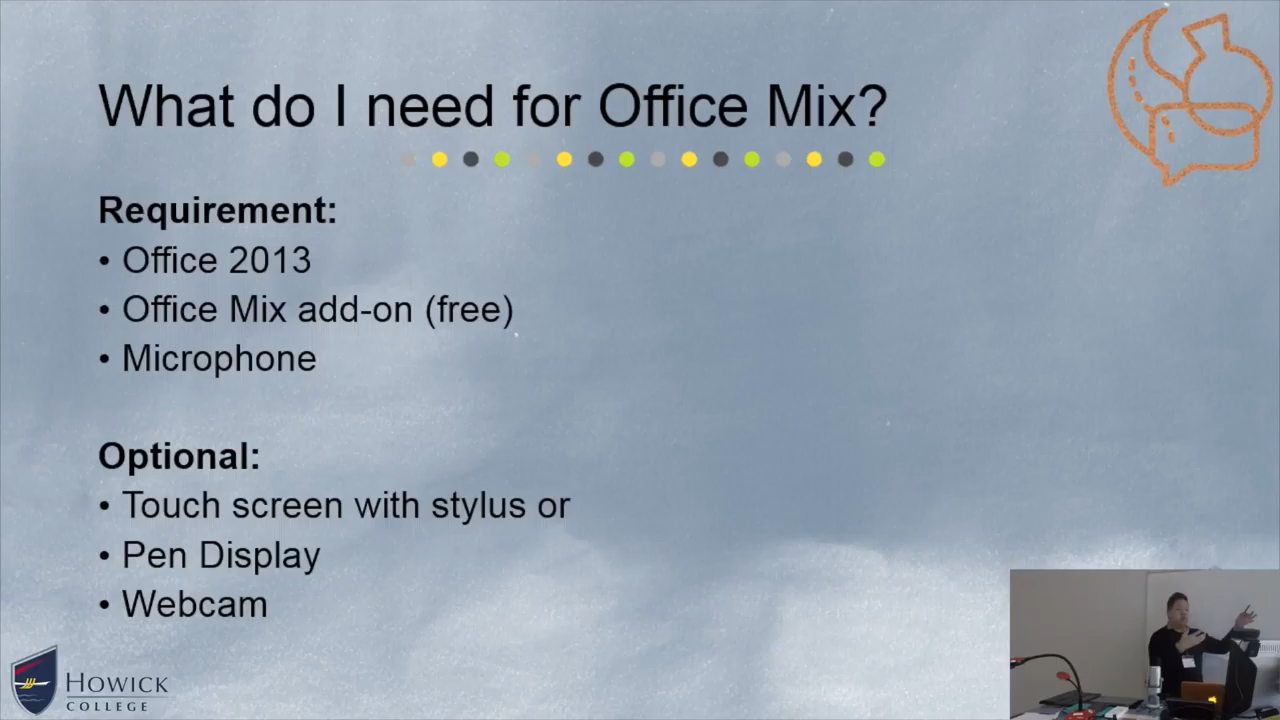 What do I need for Office Mix?
Requirement:
• Office 2013
• Office Mix add-on (free)
• Microphone
Optional:
• Touch screen with stylus or
• Pen Display
• Webcam
HOWICK
COLLEGE